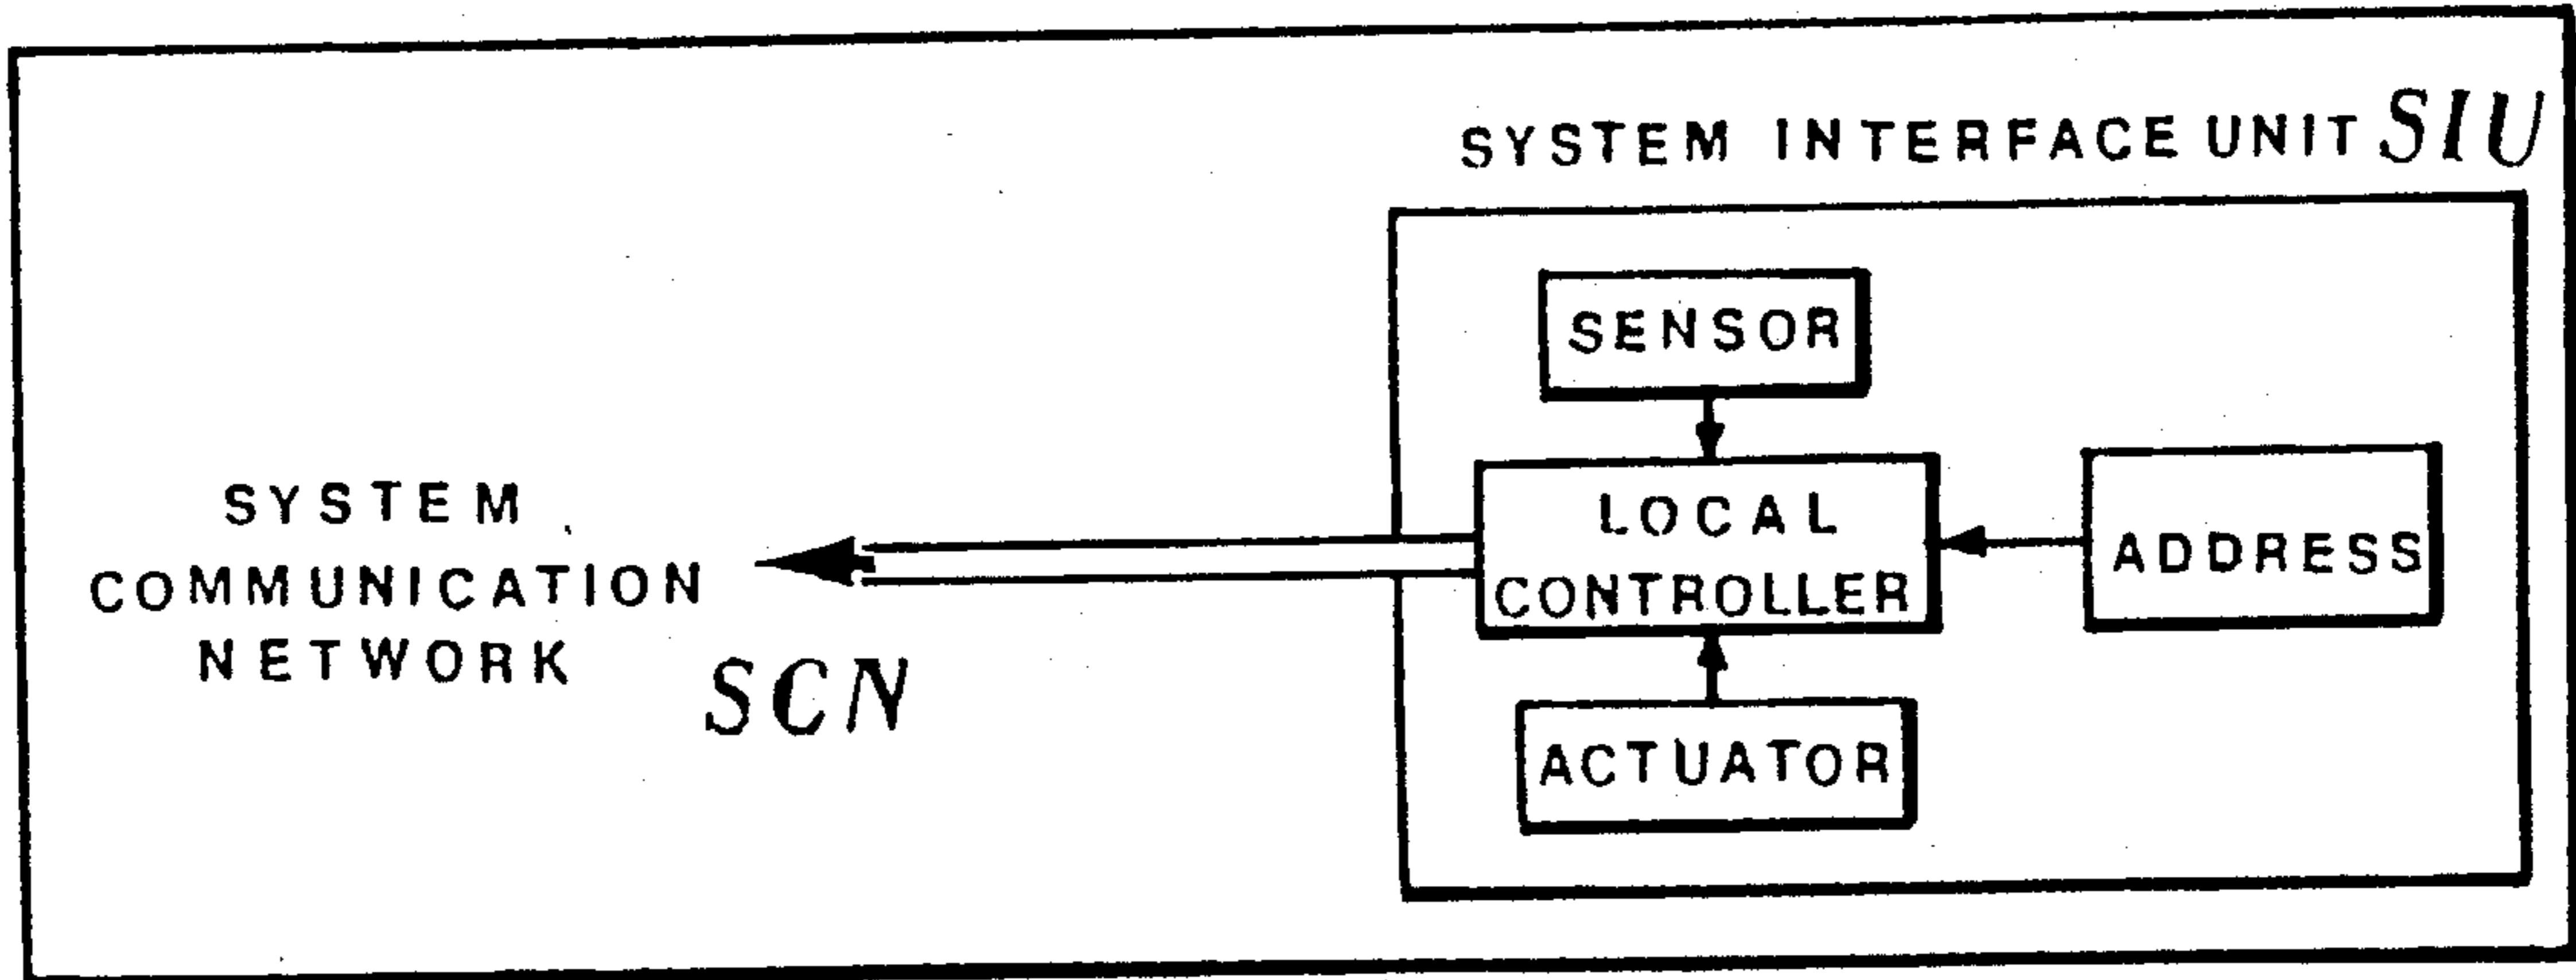 SYSTEM INTERFACE UNIT SIU
SENSOR
LOCAL
CONTROLLER
ADDRESS
ACTUATOR
SYSTEM
COMMUNICATION
NETWORK
SCN